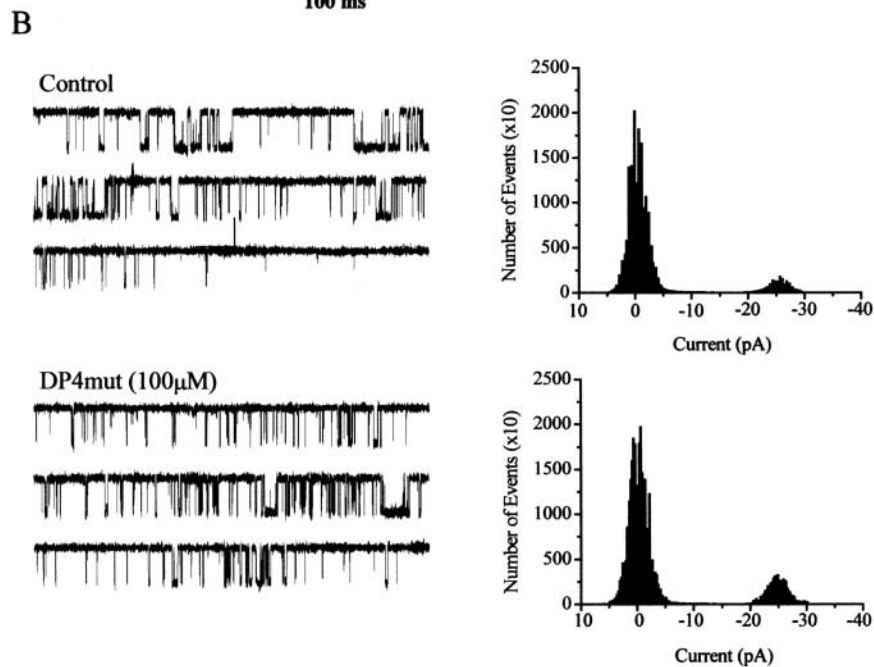 100 ms
B
Control
2500
2000
1500
1000
500
0
Number of Events (x10)
10 0 -10 -20 -30 -40
Current (pA)
DP4mut (100μM)
2500
2000
1500
1000
500
0
Number of Events (x10)
10 0 -10 -20 -30 -40
Current (pA)